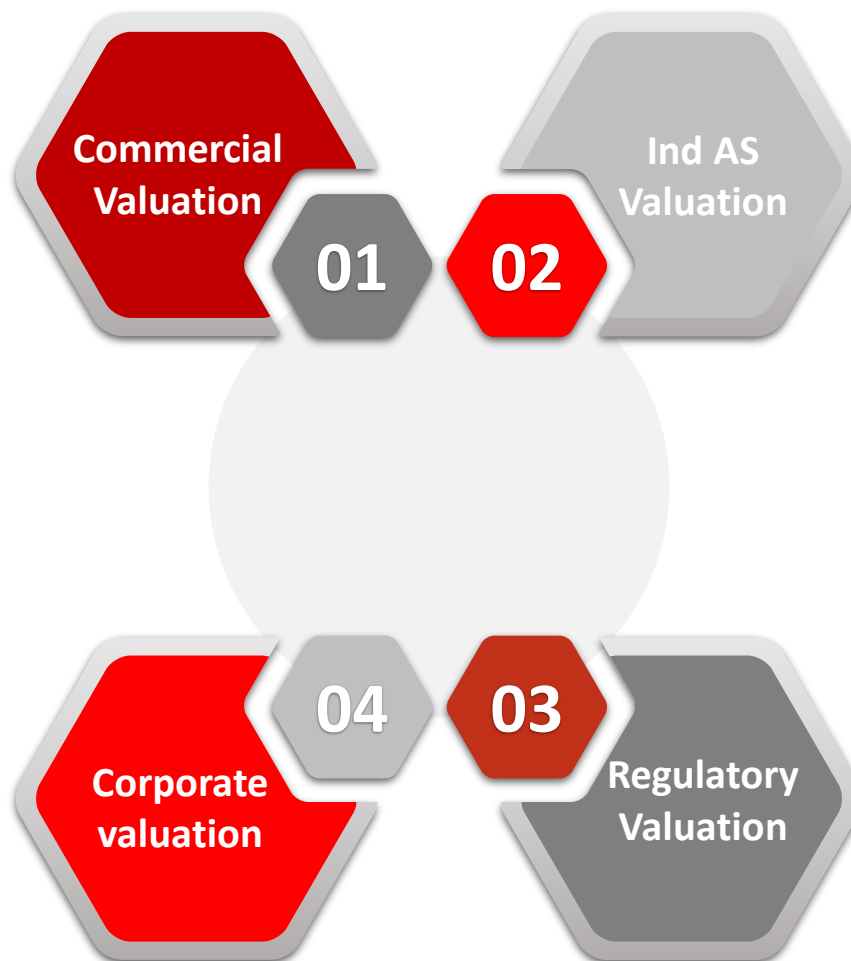 Commercial
Valuation
01
02
Ind AS
Valuation
04
Corporate
valuation
03
Regulatory
Valuation